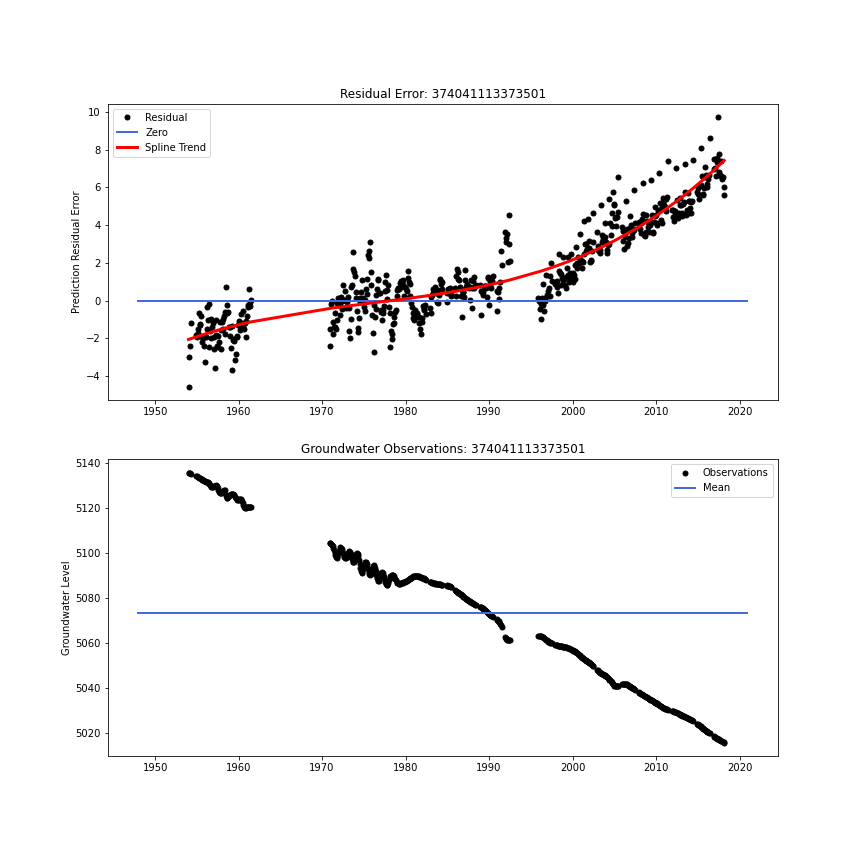 Residual Error: 374041113373501
Residual
Zero
Spline Trend
Prediction Residual Error
10
8
6
4
2
0
−2
−4
1950 1960 1970 1980 1990 2000 2010 2020
Groundwater Observations: 374041113373501
Observations
Mean
Groundwater Level
5140
5120
5100
5080
5060
5040
5020
1950 1960 1970 1980 1990 2000 2010 2020